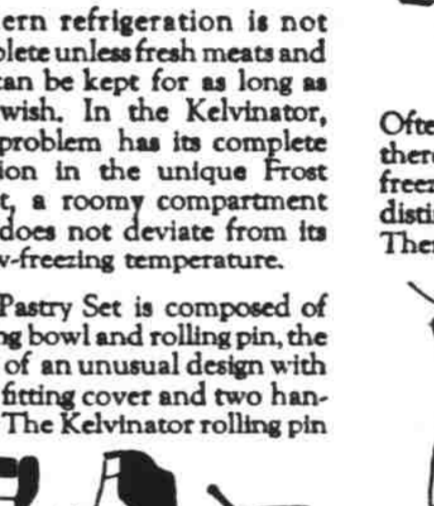 ern refrigeration is not
plete unless fresh meats and
can be kept for as long as
wish. In the Kelvinator,
problem has its complete
ion in the unique Frost
t, a roomy compartment
does not deviate from its
w-freezing temperature.
Pastry Set is composed of
ng bowl and rolling pin, the
of an unusual design with
fitting cover and two han-
The Kelvinator rolling pin
Ofte
there
freez
disti
The